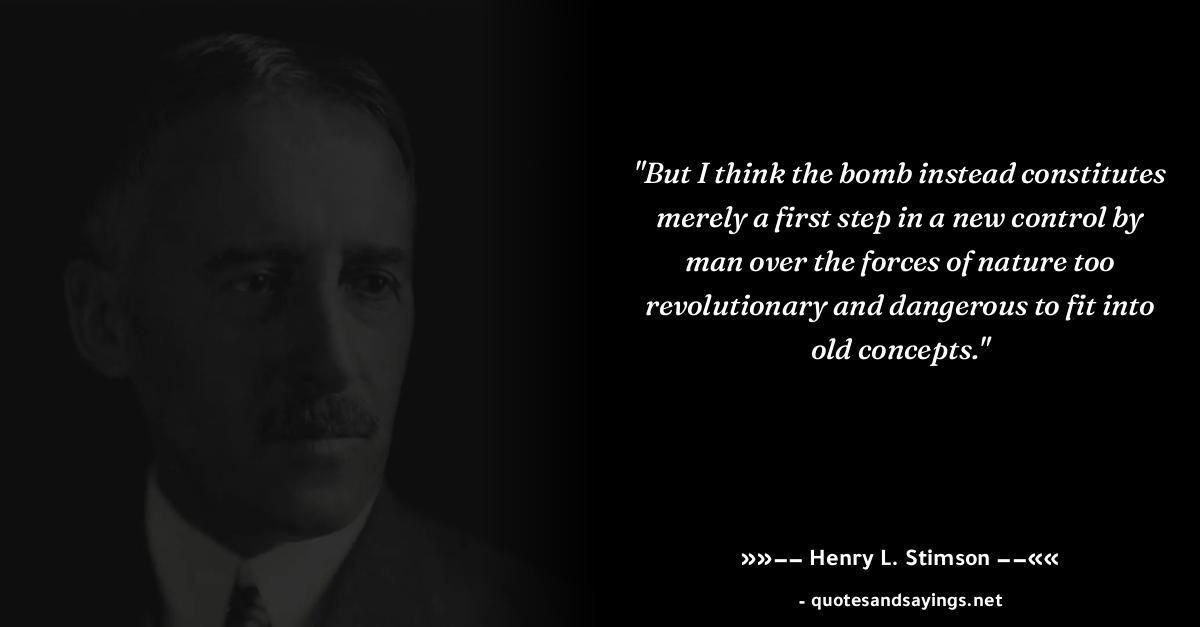 "But I think the bomb instead constitutes
merely a first step in a new control by
man over the forces of nature too
revolutionary and dangerous to fit into
old concepts."
»»–– Henry L. Stimson ––««
- quotesandsayings.net